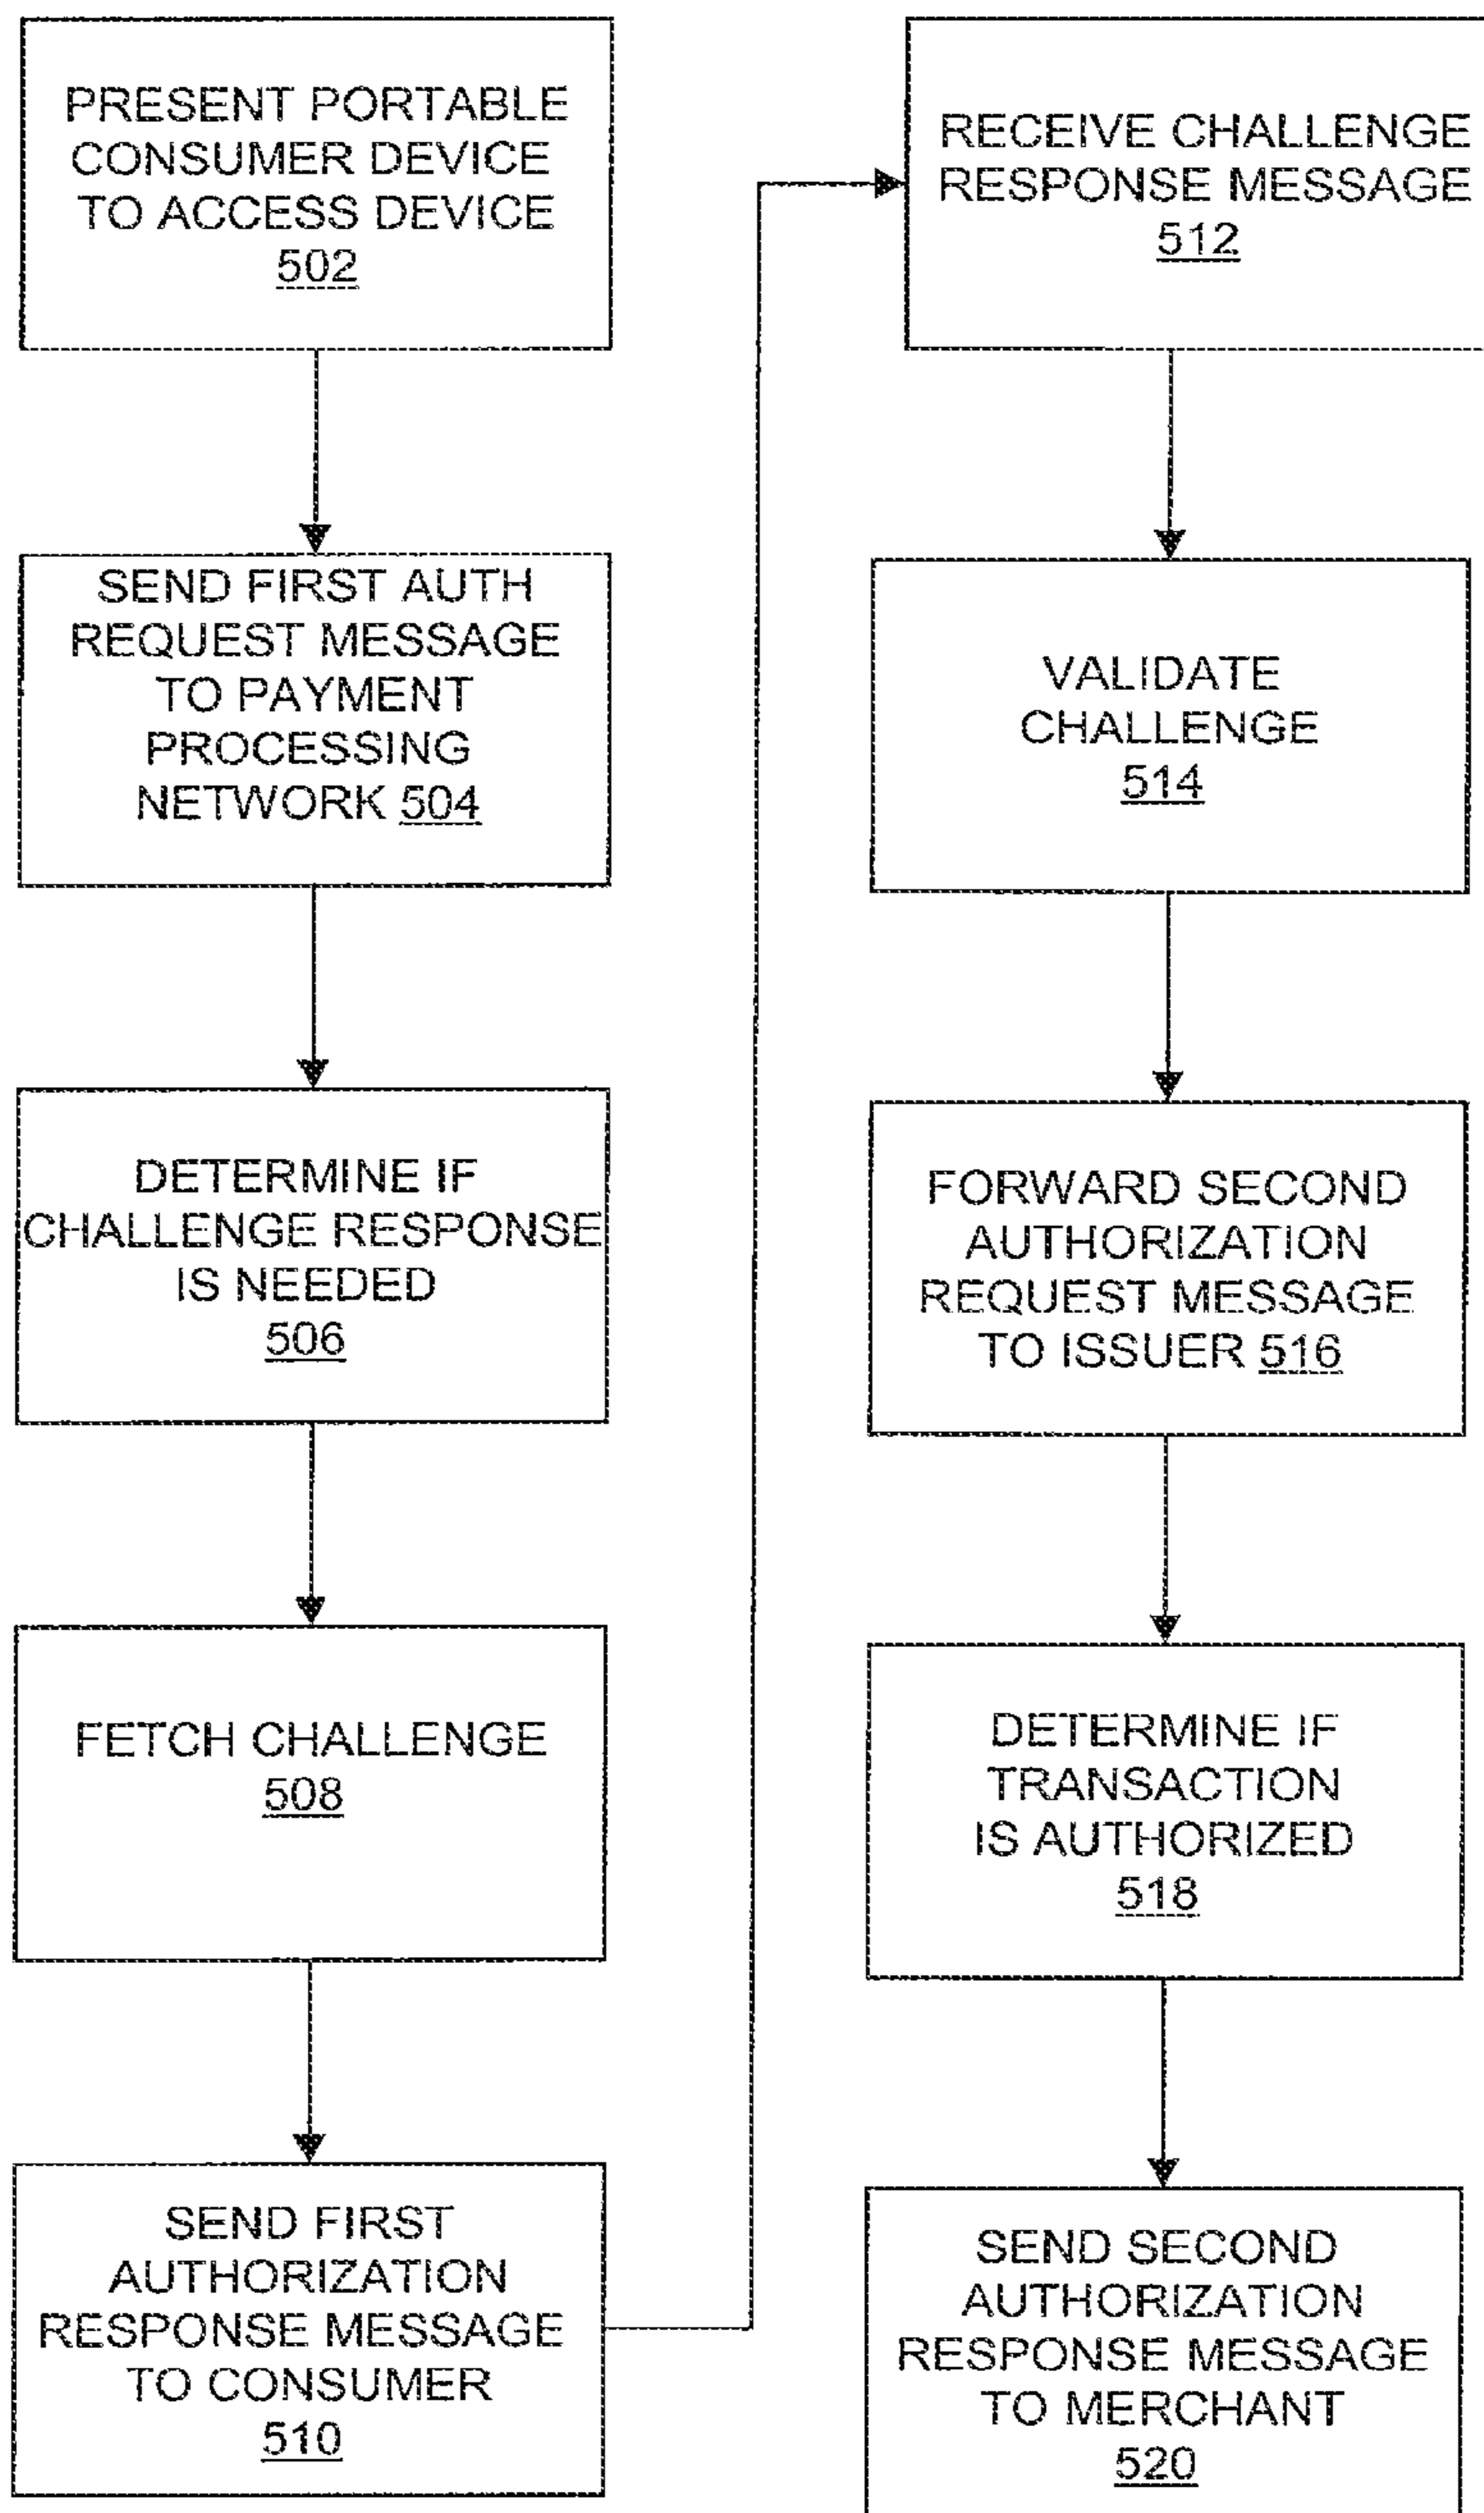 PRESENT PORTABLE
CONSUMER DEVICE
TO ACCESS DEVICE
502
SEND FIRST AUTH
REQUEST MESSAGE
TO PAYMENT
PROCESSING
NETWORK 504
DETERMINE IF
CHALLENGE RESPONSE
IS NEEDED
506
FETCH CHALLENGE
508
SEND FIRST
AUTHORIZATION
RESPONSE MESSAGE
TO CONSUMER
510
RECEIVE CHALLENGE
RESPONSE MESSAGE
512
VALIDATE
CHALLENGE
514
FORWARD SECOND
AUTHORIZATION
REQUEST MESSAGE
TO ISSUER 516
DETERMINE IF
TRANSACTION
IS AUTHORIZED
518
SEND SECOND
AUTHORIZATION
RESPONSE MESSAGE
TO MERCHANT
520